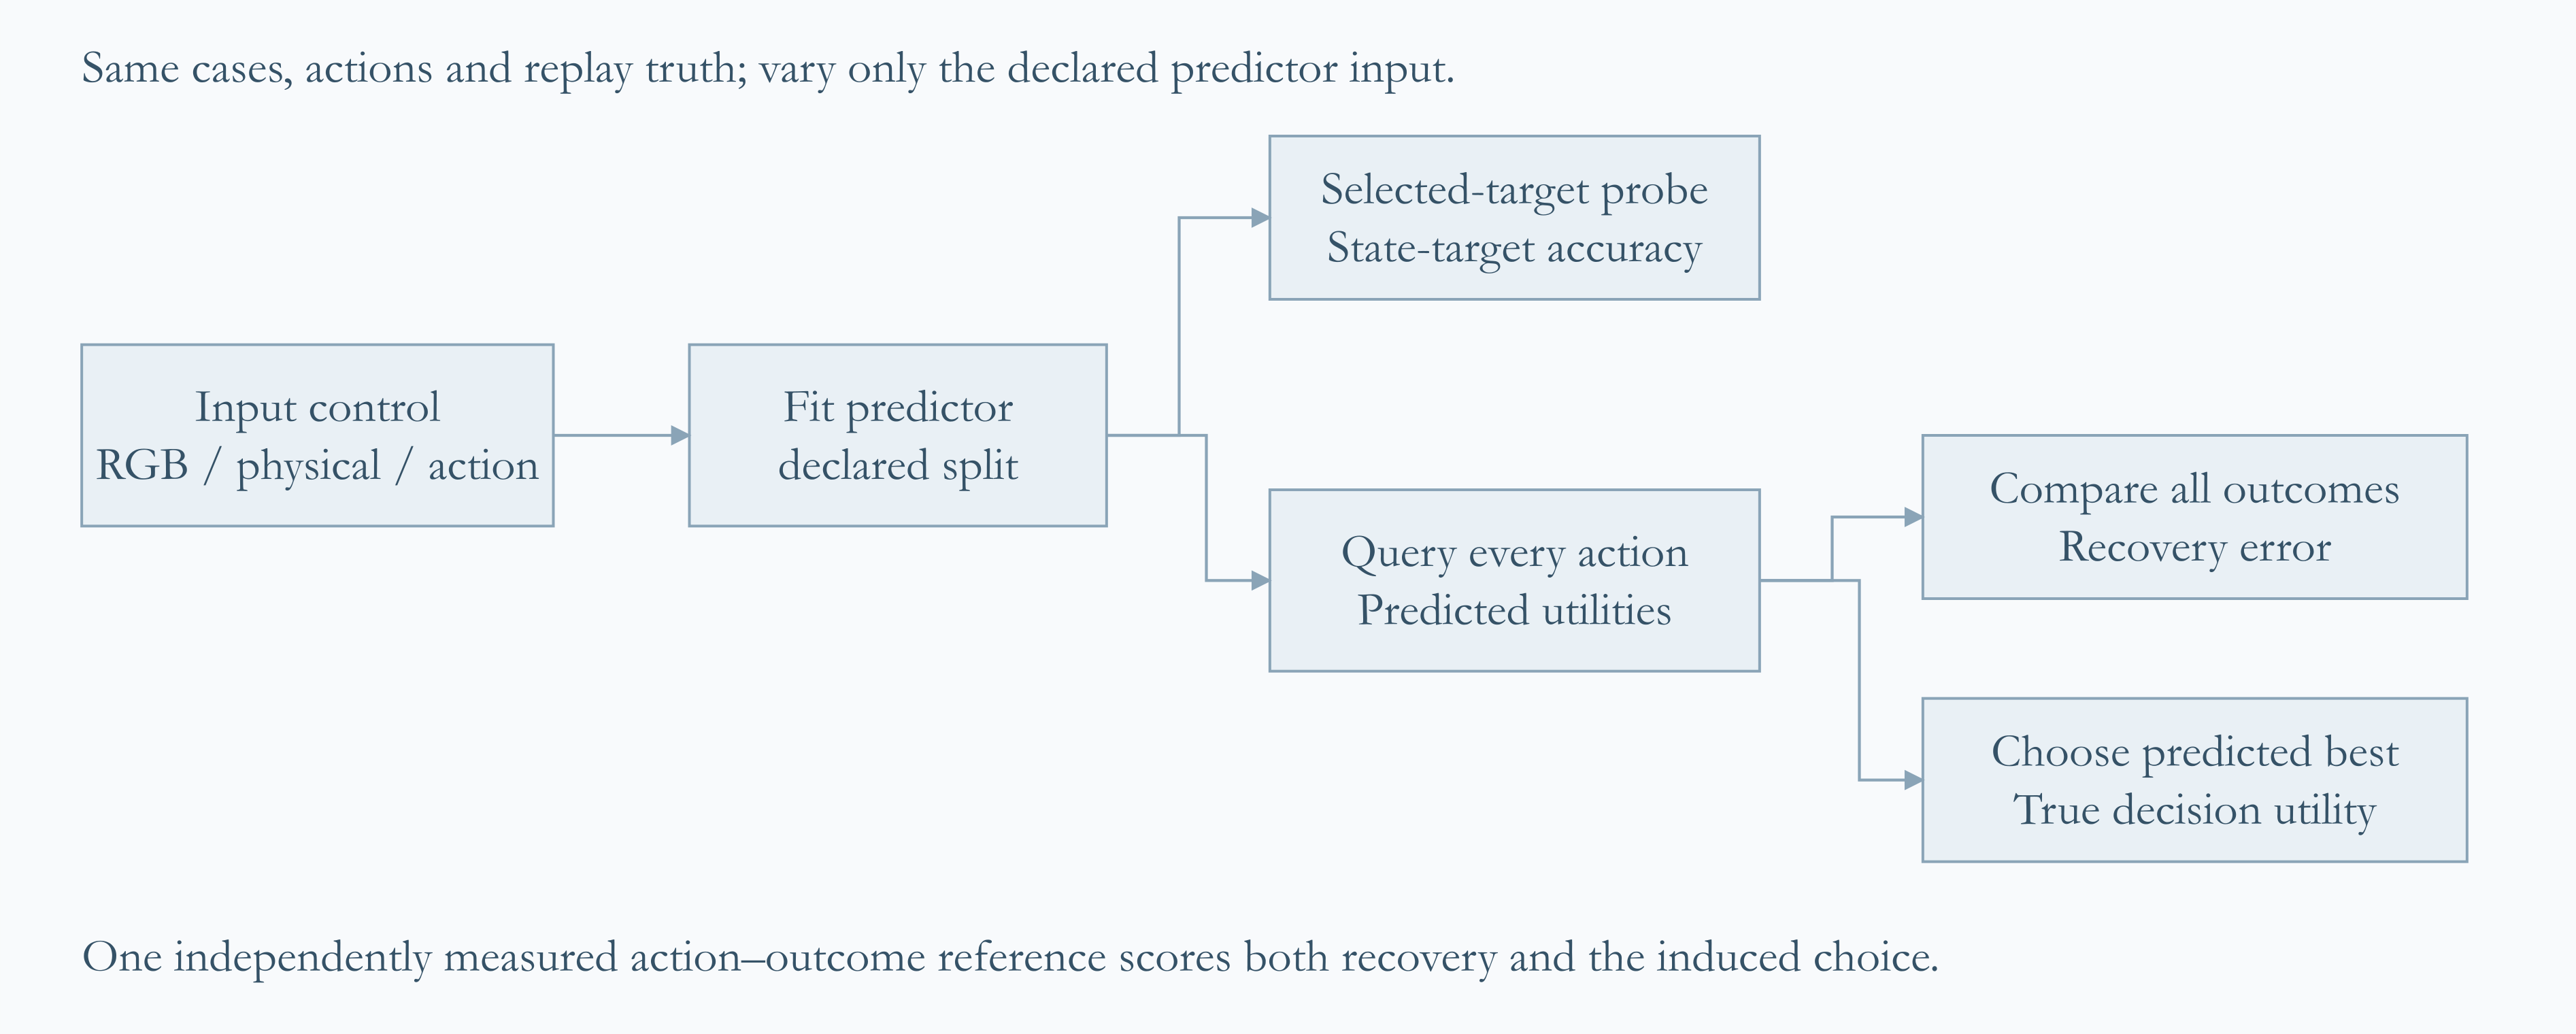 Same cases, actions and replay truth; vary only the declared predictor input.
Selected-target probe
State-target accuracy
Input control
RGB / physical / action
Fit predictor
declared split
Query every action
Predicted utilities
Compare all outcomes
Recovery error
Choose predicted best
True decision utility
One independently measured action–outcome reference scores both recovery and the induced choice.